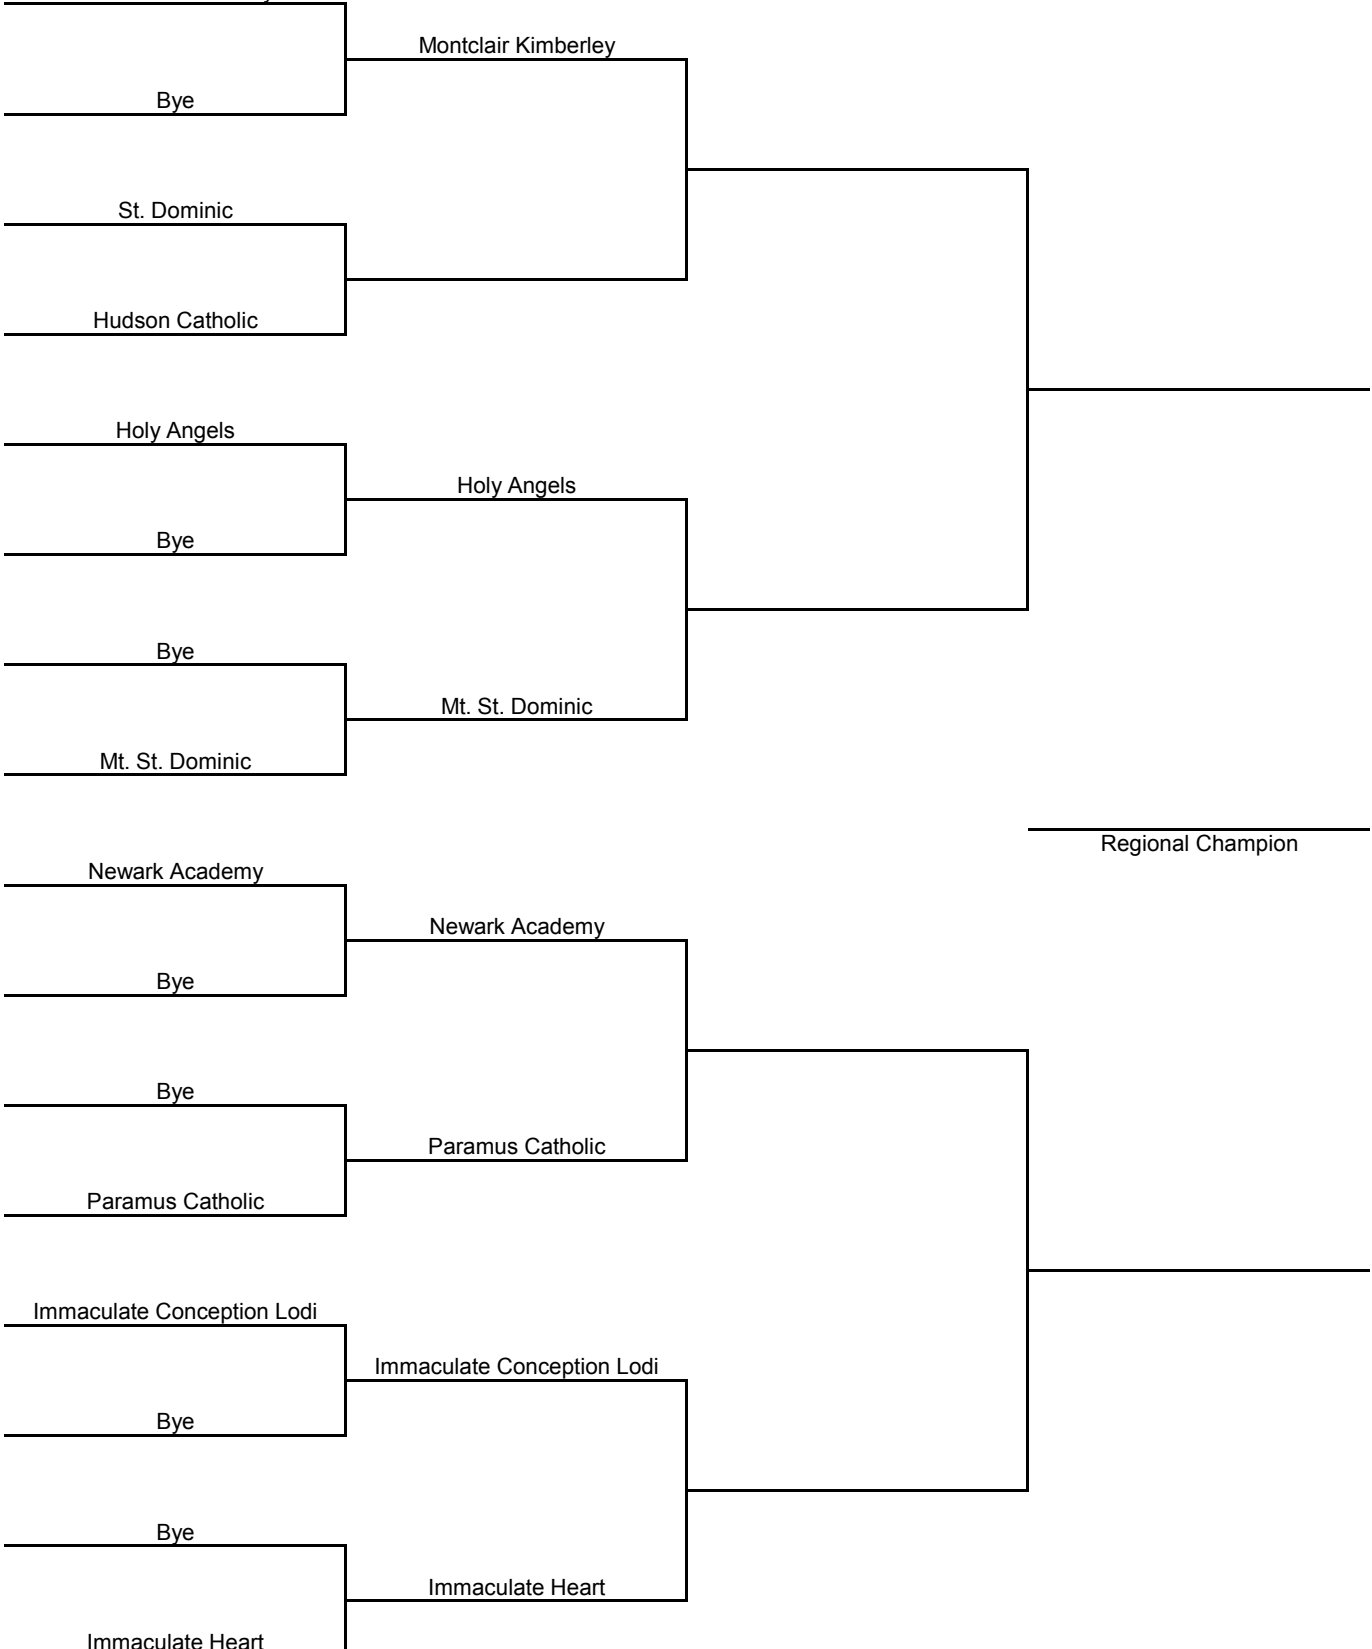 Montclair Kimberley
Bye
St. Dominic
Hudson Catholic
Holy Angels
Holy Angels
Bye
Bye
Mt. St. Dominic
Mt. St. Dominic
Regional Champion
Newark Academy
Newark Academy
Bye
Bye
Paramus Catholic
Paramus Catholic
Immaculate Conception Lodi
Immaculate Conception Lodi
Bye
Bye
Immaculate Heart
Immaculate Heart